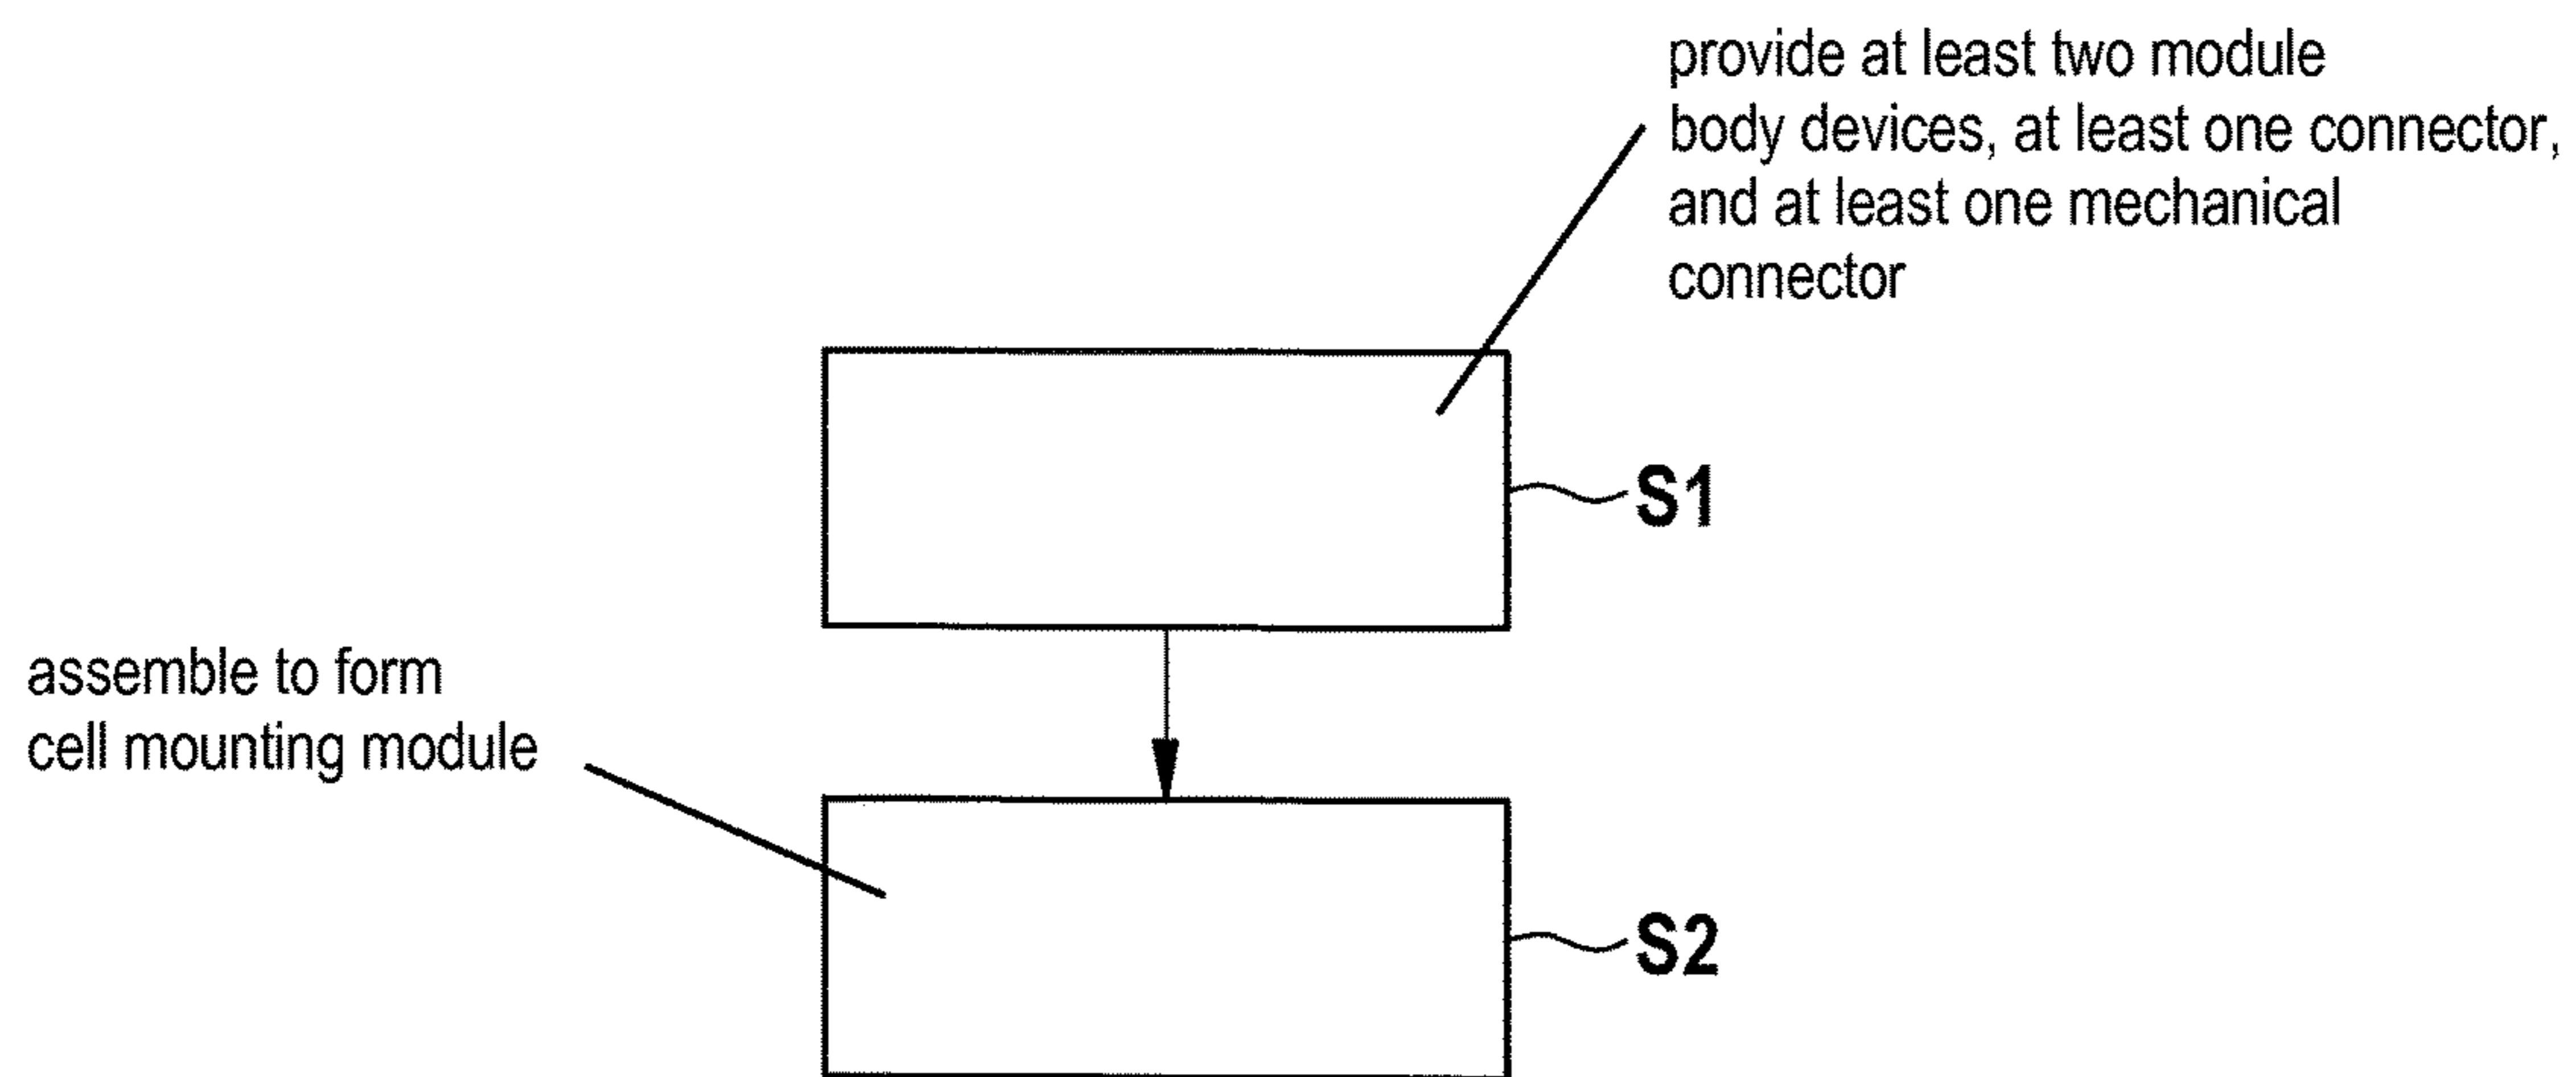 provide at least two module
body devices, at least one connector,
and at least one mechanical
connector
S1
assemble to form
cell mounting module
S2